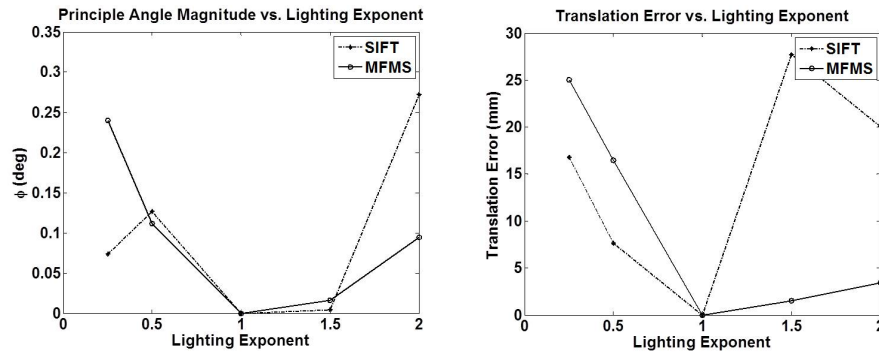 Principle Angle Magnitude vs. Lighting Exponent
0.35
0.3
0.25
0.2
0.15
0.1
0.05
0
ϕ (deg)
SIFT
MFMS
0 0.5 1 1.5 2
Lighting Exponent
Translation Error vs. Lighting Exponent
30
25
20
15
10
5
0
Translation Error (mm)
SIFT
MFMS
0 0.5 1 1.5 2
Lighting Exponent